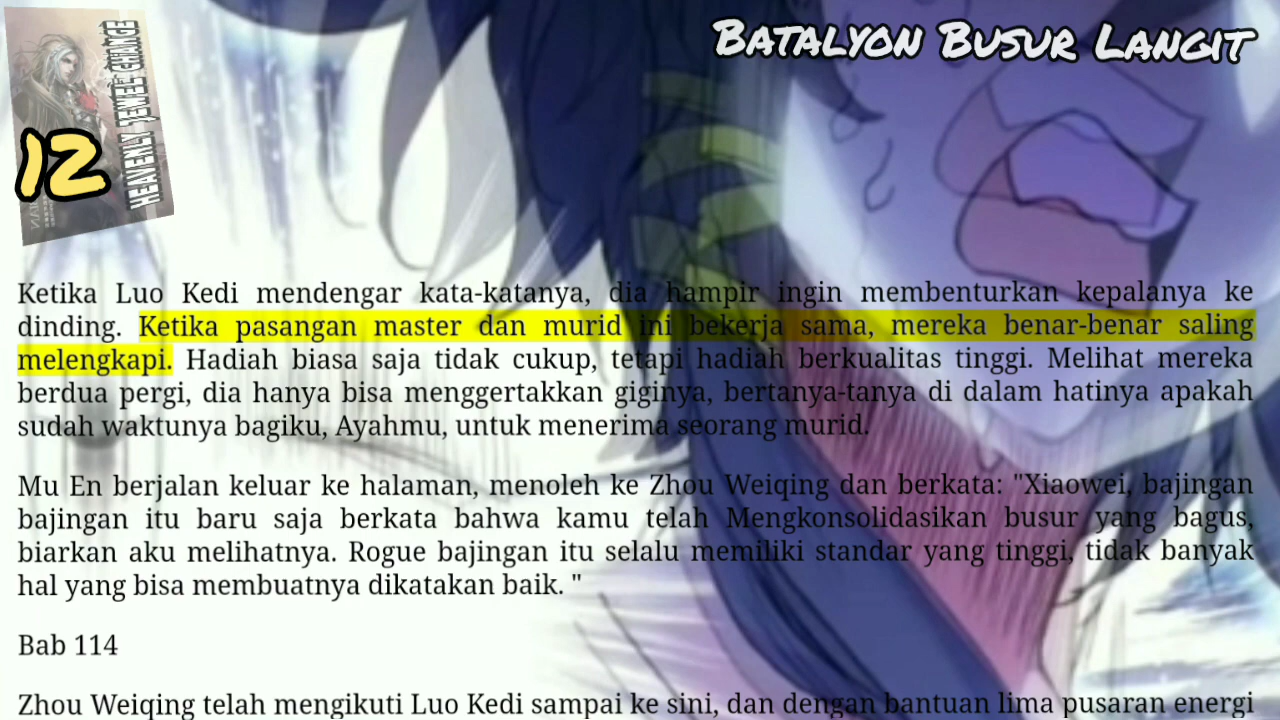 Batalyon Busur Langit
HEAVENLY JEWEL CHANGE
12
Ketika Luo Kedi mendengar kata-katanya, dia hampir ingin membenturkan kepalanya ke
dinding. Ketika pasangan master dan murid ini bekerja sama, mereka benar-benar saling
melengkapi. Hadiah biasa saja tidak cukup, tetapi hadiah berkualitas tinggi. Melihat mereka
berdua pergi, dia hanya bisa menggertakkan giginya, bertanya-tanya di dalam hatinya apakah
sudah waktunya bagiku, Ayahmu, untuk menerima seorang murid.
Mu En berjalan keluar ke halaman, menoleh ke Zhou Weiqing dan berkata: "Xiaowei, bajingan
bajingan itu baru saja berkata bahwa kamu telah Mengkonsolidasikan busur yang bagus,
biarkan aku melihatnya. Rogue bajingan itu selalu memiliki standar yang tinggi, tidak banyak
hal yang bisa membuatnya dikatakan baik. "
Bab 114
Zhou Weiqing telah mengikuti Luo Kedi sampai ke sini, dan dengan bantuan lima pusaran energi